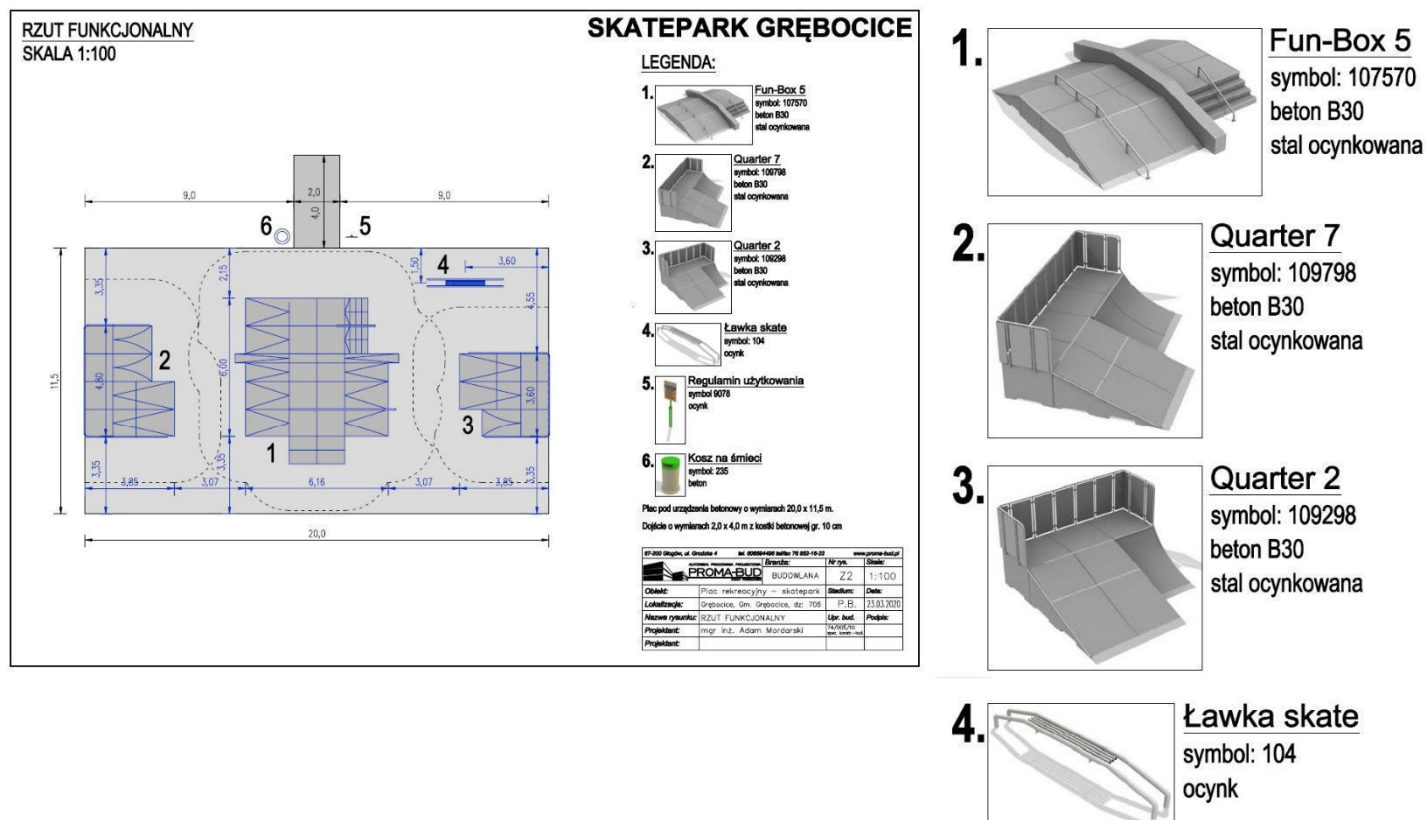 RZUT FUNKCJONALNY
SKALA 1:100
SKATEPARK GRĘBOCICE
LEGENDA:
1.
Fun-Box 5
symbol: 107570
beton B30
stal ocynkowana
2.
Quarter 7
symbol: 109798
beton B30
stal ocynkowana
3.
Quarter 2
symbol: 109298
beton B30
stal ocynkowana
4.
Ławka skate
symbol: 104
ocynk
5.
Regulamin użytkowania
symbol 9078
ocynk
6.
Kosz na śmieci
symbol: 235
beton
Plac pod urządzenia betonowy o wymiarach 20,0 x 11,5 m.
Dojście o wymiarach 2,0 x 4,0 m z kostki betonowej gr. 10 cm
9,0
2,0
9,0
4,0
6
5
4
3,60
1,50
2,15
3,35
4,55
2
4,80
6,00
11,5
3,60
3
1
3,35
3,35
3,35
3,85
3,07
6,16
3,07
3,85
20,0
67-200 Głogów, ul. Grodzka 4
www.proma-bud.pl
PROMA-BUD
Branża:
BUDOWLANA
Nr rys.
Z2
Skala:
1:100
Obiekt:
Plac rekreacyjny – skatepark
Stadium:
P.B.
Data:
23.03.2020
Lokalizacja:
Grębocice, Gm. Grębocice, dz: 706
Nazwa rysunku:
RZUT FUNKCJONALNY
Upr. bud.
Podpis:
Projektant:
mgr inż. Adam Mordarski
Projektant:
1.
Fun-Box 5
symbol: 107570
beton B30
stal ocynkowana
2.
Quarter 7
symbol: 109798
beton B30
stal ocynkowana
3.
Quarter 2
symbol: 109298
beton B30
stal ocynkowana
4.
Ławka skate
symbol: 104
ocynk